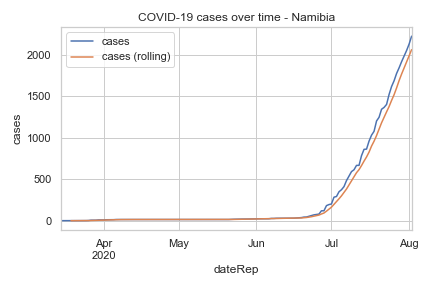 COVID-19 cases over time - Namibia
cases
cases (rolling)
2000
1500
1000
500
0
cases
Apr
2020
May
Jun
Jul
Aug
dateRep